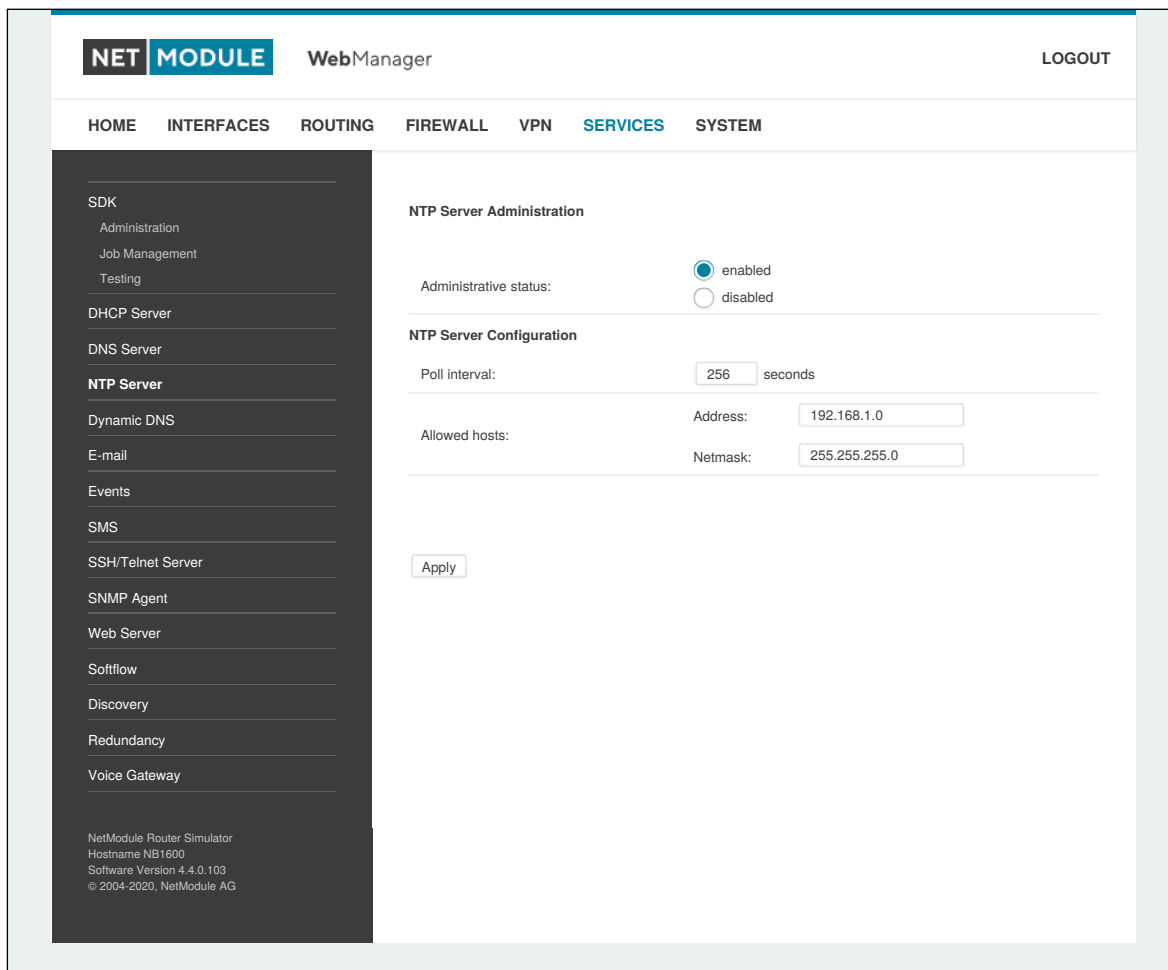 NET MODULE WebManager LOGOUT
HOME INTERFACES ROUTING FIREWALL VPN SERVICES SYSTEM
SDK
Administration
Job Management
Testing
DHCP Server
DNS Server
NTP Server
Dynamic DNS
E-mail
Events
SMS
SSH/Telnet Server
SNMP Agent
Web Server
Softflow
Discovery
Redundancy
Voice Gateway
NetModule Router Simulator
Hostname NB1600
Software Version 4.4.0.103
© 2004-2020, NetModule AG
NTP Server Administration
Administrative status:
enabled
disabled
NTP Server Configuration
Poll interval: 256 seconds
Allowed hosts:
Address: 192.168.1.0
Netmask: 255.255.255.0
Apply